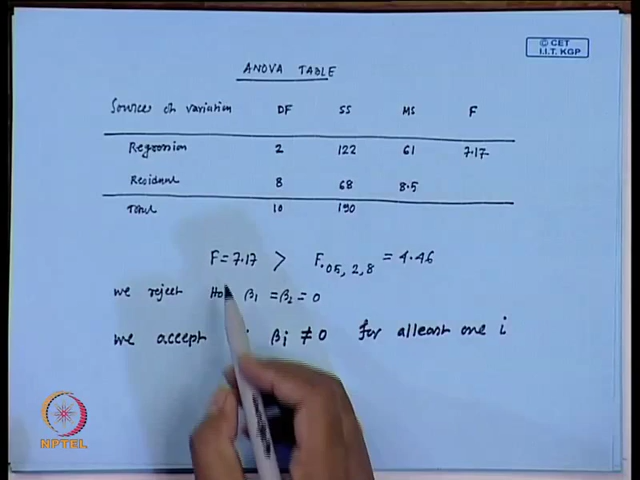 © CET
I.I.T. KGP
ANOVA TABLE
Sources of variation DF SS MS F
Regression 2 122 61 7.17
Residual 8 68 8.5
Total 10 190
F = 7.17 > F.05, 2, 8 = 4.46
we reject Ho: β1 = β2 = 0
we accept : βi ≠ 0 for atleast one i
NPTEL